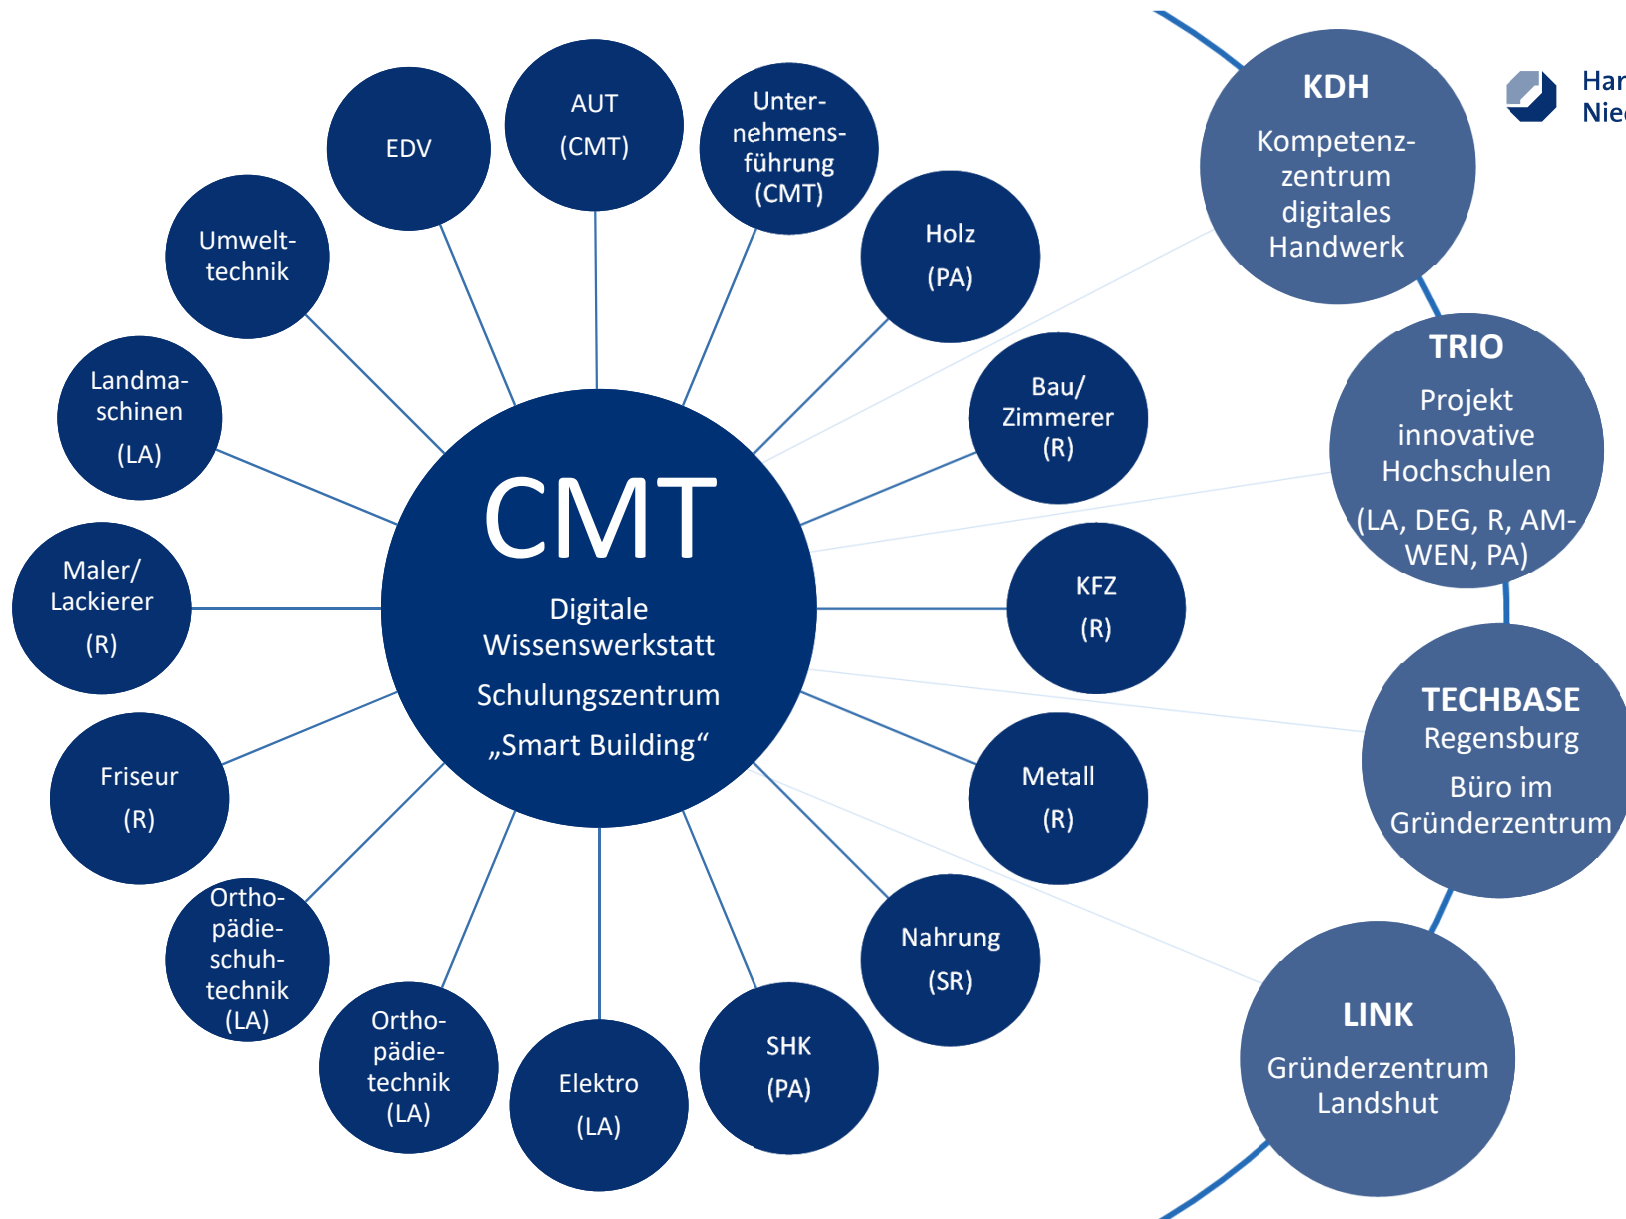 CMT
Digitale
Wissenswerkstatt
Schulungszentrum
„Smart Building“
AUT
(CMT)
Unter-
nehmens-
führung
(CMT)
Holz
(PA)
Bau/
Zimmerer
(R)
KFZ
(R)
Metall
(R)
Nahrung
(SR)
SHK
(PA)
Elektro
(LA)
Ortho-
pädie-
technik
(LA)
Ortho-
pädie-
schuh-
technik
(LA)
Friseur
(R)
Maler/
Lackierer
(R)
Landma-
schinen
(LA)
Umwelt-
technik
EDV
KDH
Kompetenz-
zentrum
digitales
Handwerk
TRIO
Projekt
innovative
Hochschulen
(LA, DEG, R, AM-
WEN, PA)
TECHBASE
Regensburg
Büro im
Gründerzentrum
LINK
Gründerzentrum
Landshut